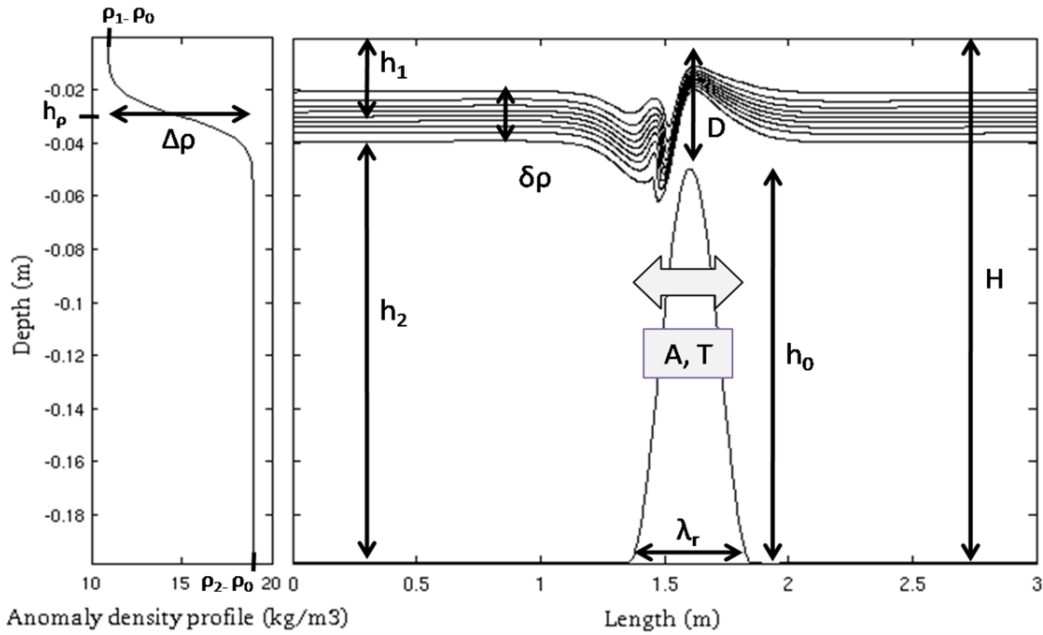 ρ₁₋ρ₀
-0.02
hρ
-0.04
-0.06
-0.08
-0.1
-0.12
-0.14
-0.16
-0.18
Depth (m)
Δρ
ρ₂₋ρ₀
10 15 20
Anomaly density profile (kg/m3)
h₁
D
δρ
h₂
A, T
h₀
H
λᵣ
0 0.5 1 1.5 2 2.5 3
Length (m)